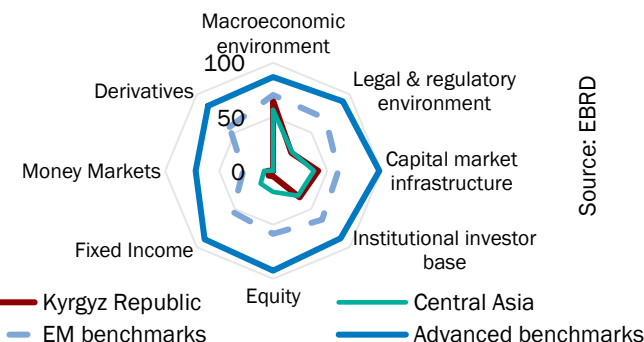 Macroeconomic
environment
100
Derivatives
Legal & regulatory
environment
50
Money Markets
0
Capital market
infrastructure
Fixed Income
Institutional investor
base
Equity
Source: EBRD
Kyrgyz Republic
Central Asia
EM benchmarks
Advanced benchmarks